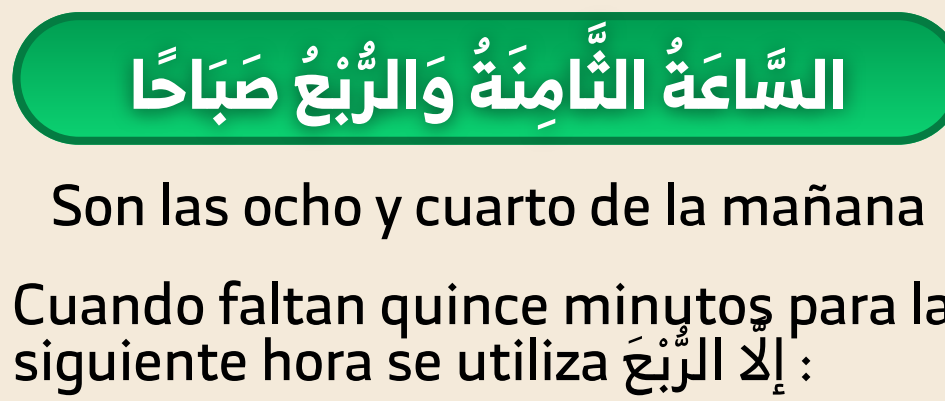 السَّاعَةُ الثَّامِنَةُ وَالرُّبْعُ صَبَاحًا
Son las ocho y cuarto de la mañana
Cuando faltan quince minutos para la
siguiente hora se utiliza إلَّا الرُّبْعَ :